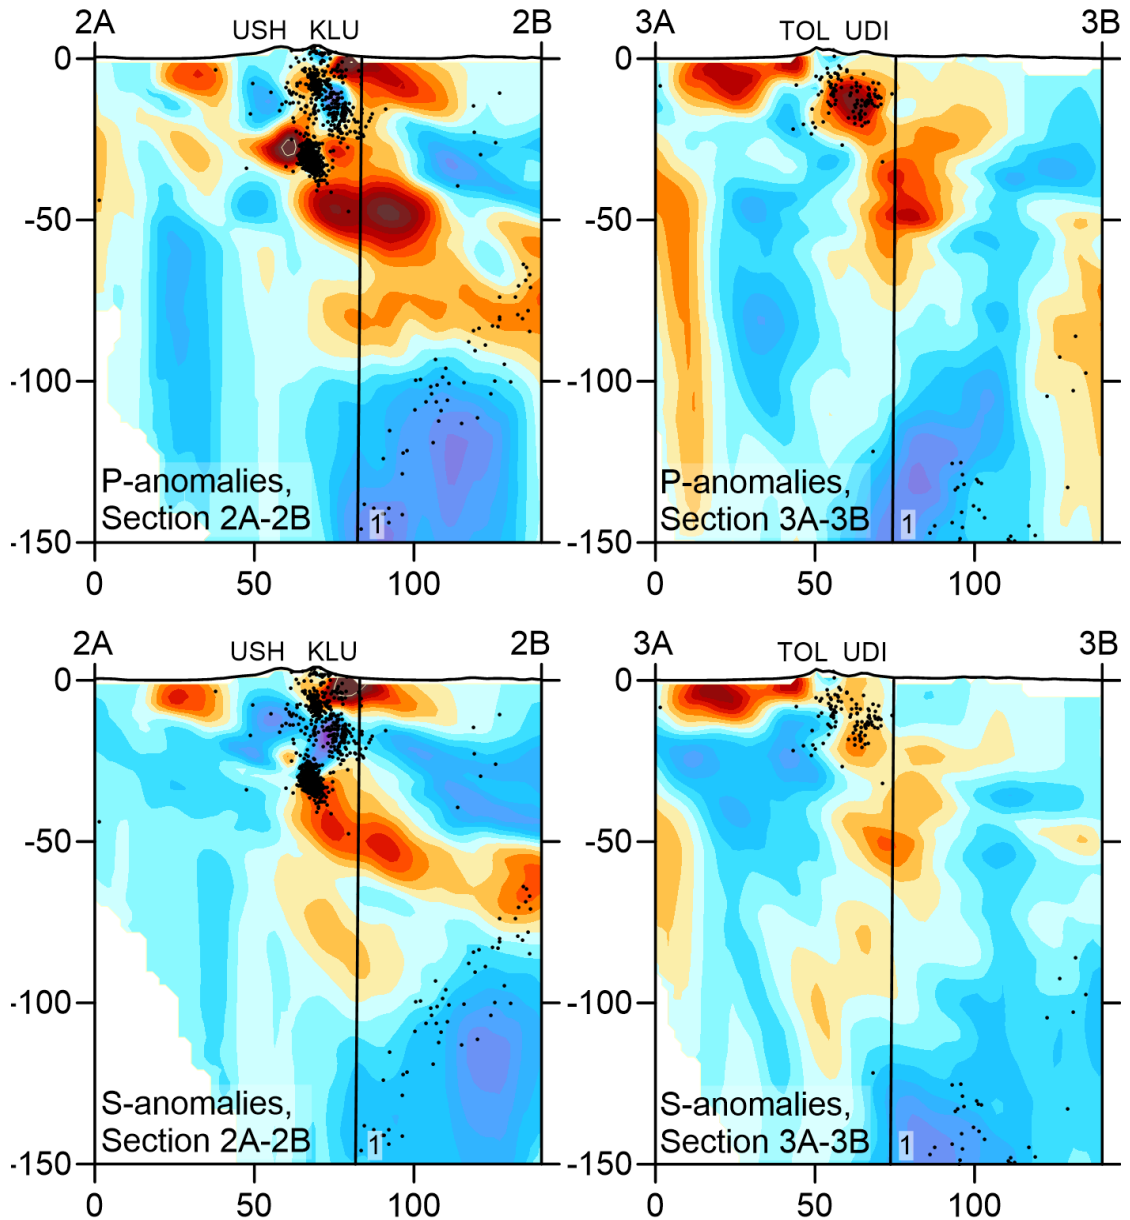 2A USH KLU 2B
3A TOL UDI 3B
0
-50
-100
-150
P-anomalies,
Section 2A-2B
1
0 50 100
0
-50
-100
-150
P-anomalies,
Section 3A-3B
1
0 50 100
2A USH KLU 2B
3A TOL UDI 3B
0
-50
-100
-150
S-anomalies,
Section 2A-2B
1
0 50 100
0
-50
-100
-150
S-anomalies,
Section 3A-3B
1
0 50 100